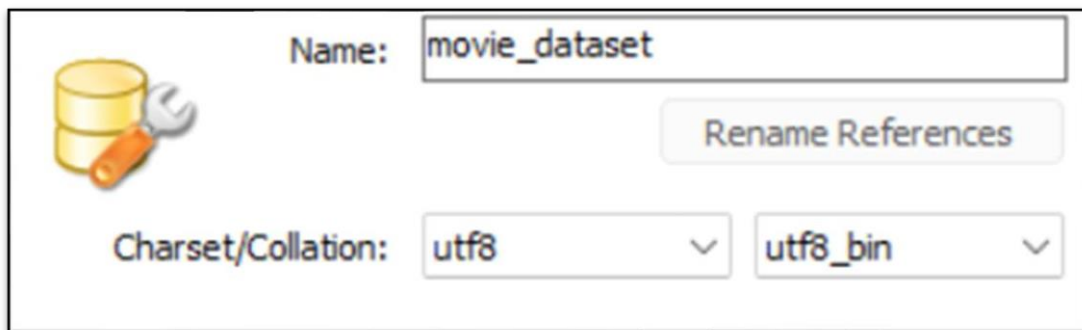 Name: movie_dataset
Rename References
Charset/Collation: utf8 utf8_bin